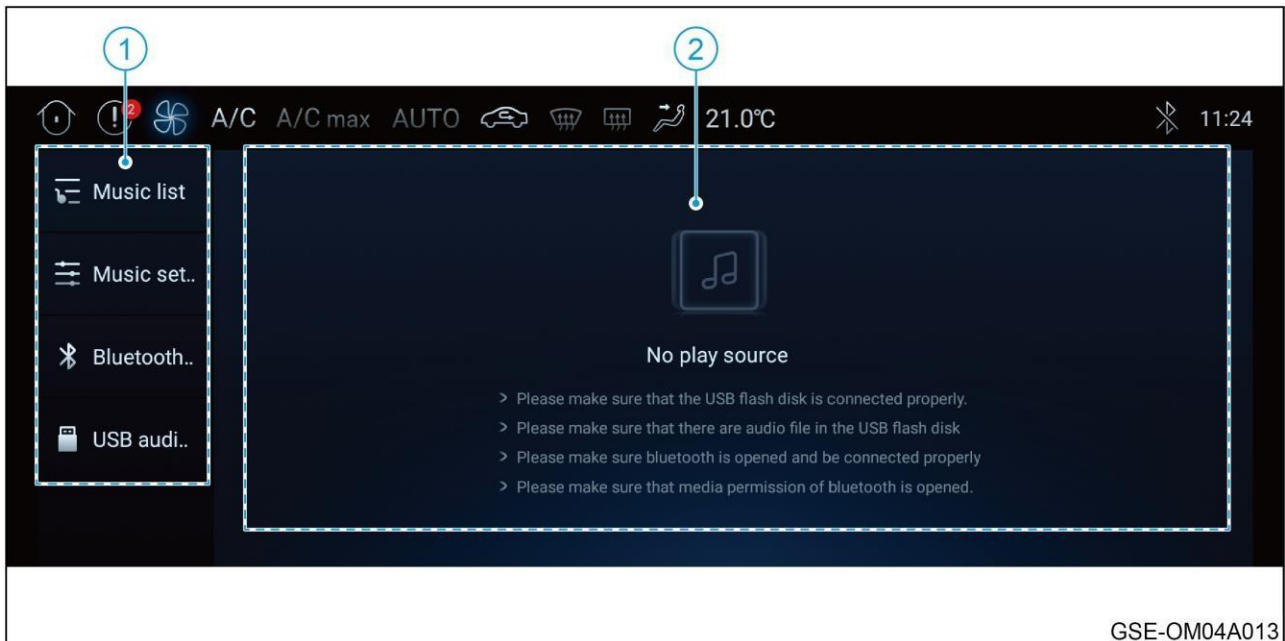 1
2
2
A/C A/C max AUTO 21.0°C 11:24
Music list
Music set..
Bluetooth..
USB audi..
No play source
> Please make sure that the USB flash disk is connected properly.
> Please make sure that there are audio file in the USB flash disk
> Please make sure bluetooth is opened and be connected properly
> Please make sure that media permission of bluetooth is opened.
GSE-OM04A013